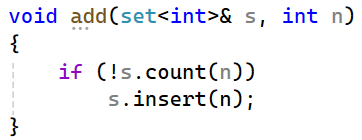 void add(set<int>& s, int n)
{
    if (!s.count(n))
        s.insert(n);
}